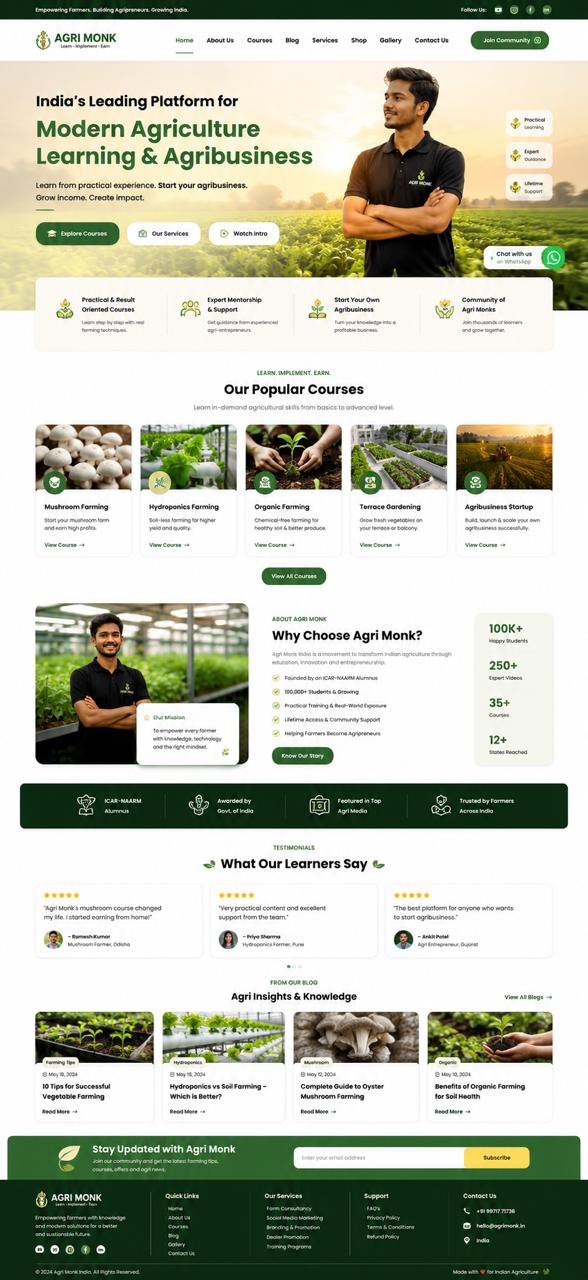 Empowering Farmers. Building Agripreneurs. Growing India.
Follow Us:
AGRI MONK
Learn - Implement - Earn
Home
About Us
Courses
Blog
Services
Shop
Gallery
Contact Us
Join Community
India's Leading Platform for
Modern Agriculture
Learning & Agribusiness
Learn from practical experience. Start your agribusiness.
Grow income. Create impact.
Explore Courses
Our Services
Watch Intro
AGRI MONK
Practical
Learning
Expert
Guidance
Lifetime
Support
Chat with us
on WhatsApp
Practical & Result
Oriented Courses
Learn step by step with real
farming techniques.
Expert Mentorship
& Support
Get guidance from experienced
agri-entrepreneurs.
Start Your Own
Agribusiness
Turn your knowledge into a
profitable business.
Community of
Agri Monks
Join thousands of learners
and grow together.
LEARN. IMPLEMENT. EARN.
Our Popular Courses
Learn in-demand agricultural skills from basics to advanced level.
Mushroom Farming
Start your mushroom farm
and earn high profits.
View Course →
Hydroponics Farming
Soil-less farming for higher
yield and quality.
View Course →
Organic Farming
Chemical-free farming for
healthy soil & better produce.
View Course →
Terrace Gardening
Grow fresh vegetables on
your terrace or balcony.
View Course →
Agribusiness Startup
Build, launch & scale your own
agribusiness successfully.
View Course →
View All Courses
AGRI MONK
Our Mission
To empower every farmer
with knowledge, technology
and the right mindset.
ABOUT AGRI MONK
Why Choose Agri Monk?
Agri Monk India is a movement to transform Indian agriculture through
education, innovation and entrepreneurship.
Founded by an ICAR-NAARM Alumnus
100,000+ Students & Growing
Practical Training & Real-World Exposure
Lifetime Access & Community Support
Helping Farmers Become Agripreneurs
Know Our Story
100K+
Happy Students
250+
Expert Videos
35+
Courses
12+
States Reached
ICAR-NAARM
Alumnus
Awarded by
Govt. of India
Featured in Top
Agri Media
Trusted by Farmers
Across India
TESTIMONIALS
What Our Learners Say
"Agri Monk's mushroom course changed
my life. I started earning from home!"
– Ramesh Kumar
Mushroom Farmer, Odisha
"Very practical content and excellent
support from the team."
– Priya Sharma
Hydroponics Farmer, Pune
"The best platform for anyone who wants
to start agribusiness."
– Ankit Patel
Agri Entrepreneur, Gujarat
FROM OUR BLOG
Agri Insights & Knowledge
View All Blogs →
Farming Tips
May 18, 2024
10 Tips for Successful
Vegetable Farming
Read More →
Hydroponics
May 15, 2024
Hydroponics vs Soil Farming –
Which is Better?
Read More →
Mushroom
May 12, 2024
Complete Guide to Oyster
Mushroom Farming
Read More →
Organic
May 10, 2024
Benefits of Organic Farming
for Soil Health
Read More →
Stay Updated with Agri Monk
Join our community and get the latest farming tips,
courses, offers and agri news.
Enter your email address
Subscribe
AGRI MONK
Learn - Implement - Earn
Empowering farmers with knowledge
and modern solutions for a better
and sustainable future.
Quick Links
Home
About Us
Courses
Blog
Gallery
Contact Us
Our Services
Farm Consultancy
Social Media Marketing
Branding & Promotion
Dealer Promotion
Training Programs
Support
FAQ's
Privacy Policy
Terms & Conditions
Refund Policy
Contact Us
+91 99717 71736
hello@agrimonk.in
India
© 2024 Agri Monk India. All Rights Reserved.
Made with ❤ for Indian Agriculture